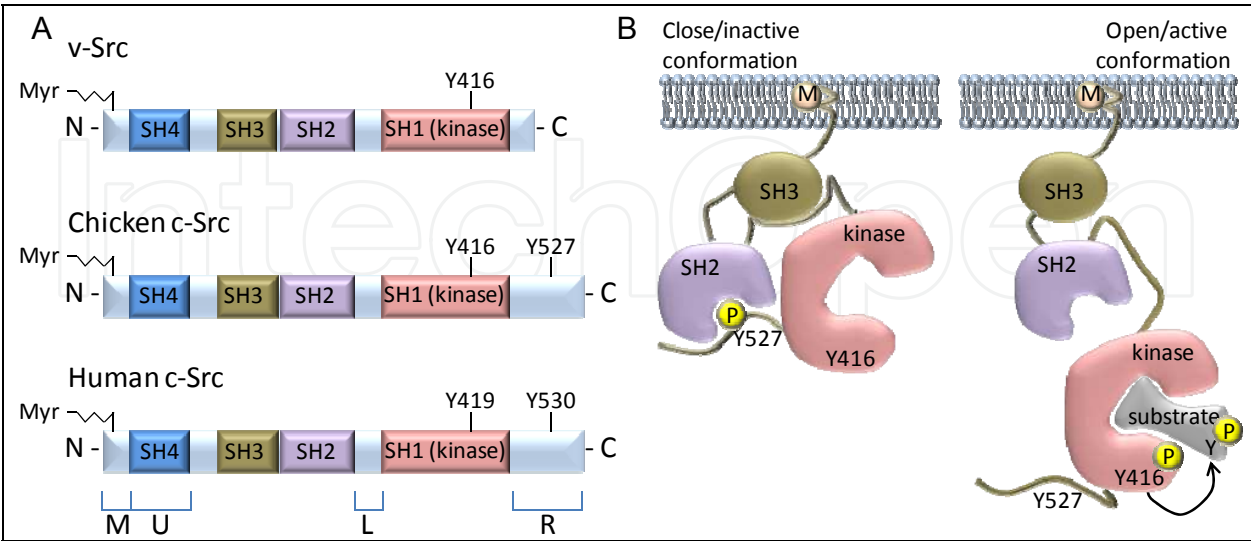 A
v-Src
Myr
Y416
N - SH4 SH3 SH2 SH1 (kinase) - C
Chicken c-Src
Myr
Y416 Y527
N - SH4 SH3 SH2 SH1 (kinase) - C
Human c-Src
Myr
Y419 Y530
N - SH4 SH3 SH2 SH1 (kinase) - C
M U L R
B
Close/inactive
conformation
M
SH3
kinase
SH2
P
Y527
Y416
Open/active
conformation
M
SH3
SH2
kinase
substrate
P
Y
P
Y416
Y527
IntechOpen